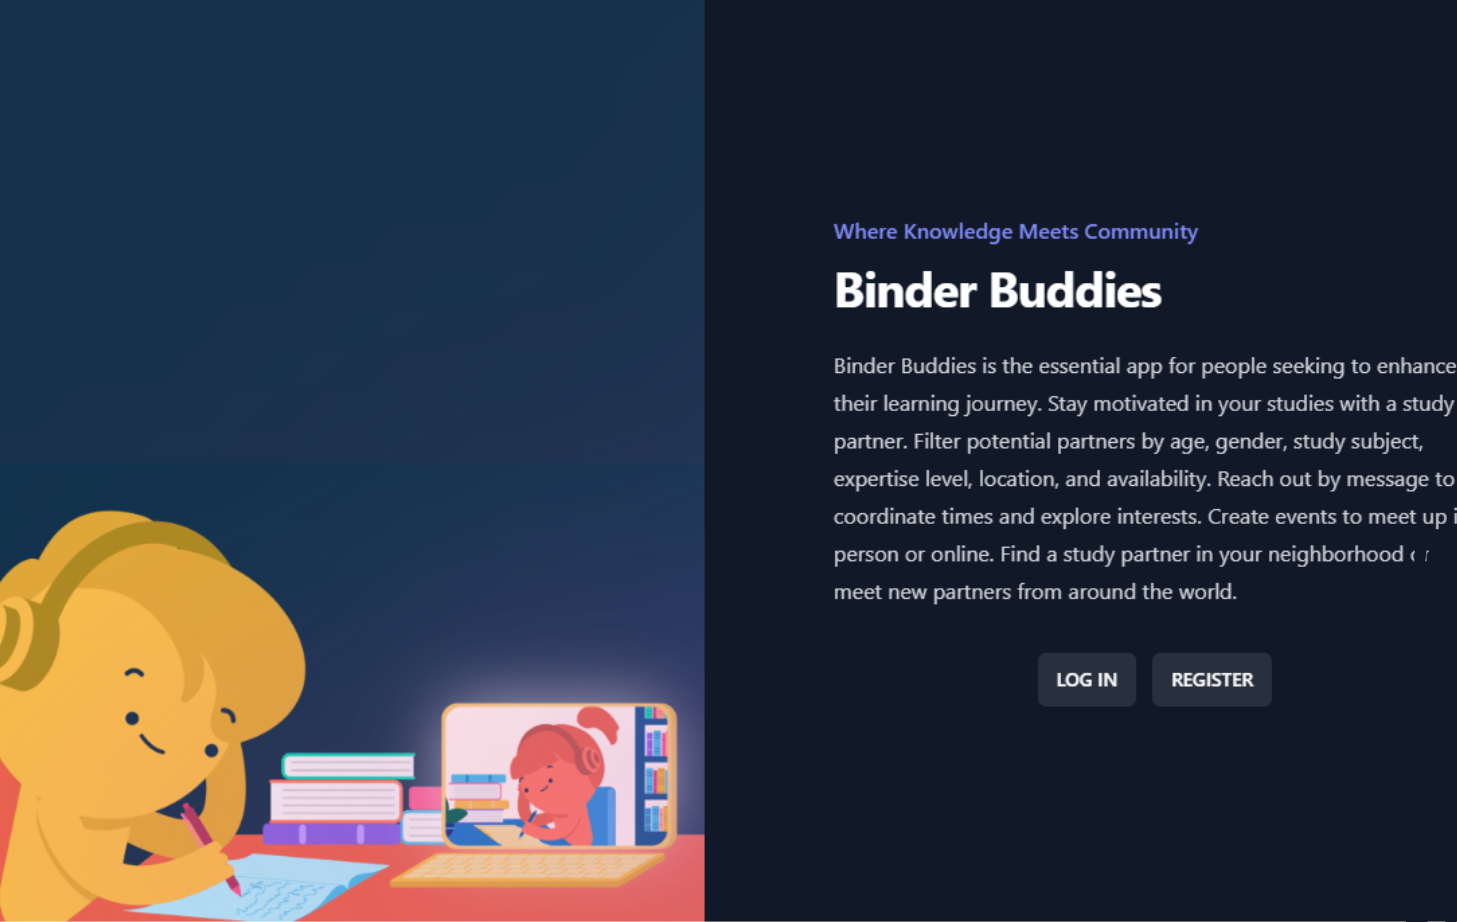 Where Knowledge Meets Community
Binder Buddies
Binder Buddies is the essential app for people seeking to enhance
their learning journey. Stay motivated in your studies with a study
partner. Filter potential partners by age, gender, study subject,
expertise level, location, and availability. Reach out by message to
coordinate times and explore interests. Create events to meet up
person or online. Find a study partner in your neighborhood
meet new partners from around the world.
LOG IN
REGISTER